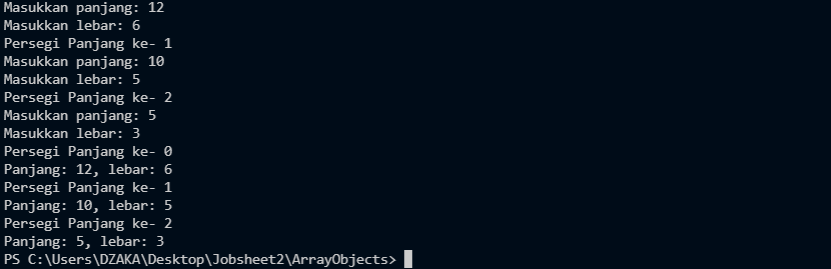 Masukkan panjang: 12
Masukkan lebar: 6
Persegi Panjang ke- 1
Masukkan panjang: 10
Masukkan lebar: 5
Persegi Panjang ke- 2
Masukkan panjang: 5
Masukkan lebar: 3
Persegi Panjang ke- 0
Panjang: 12, lebar: 6
Persegi Panjang ke- 1
Panjang: 10, lebar: 5
Persegi Panjang ke- 2
Panjang: 5, lebar: 3
PS C:\Users\DZAKA\Desktop\Jobsheet2\ArrayObjects>